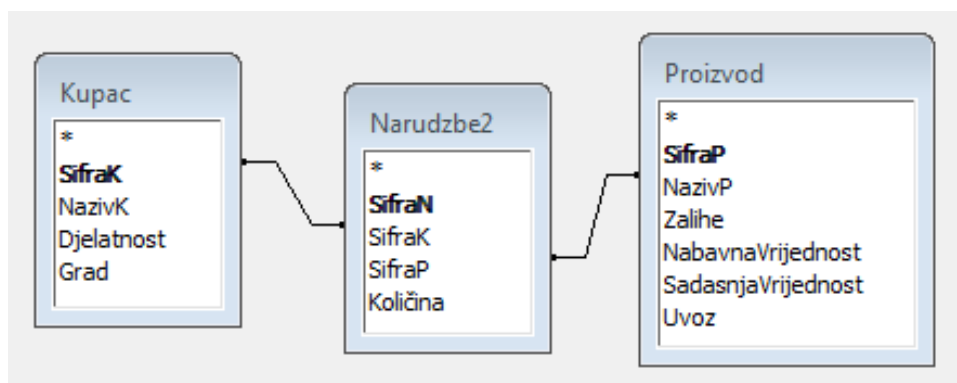 Kupac
*
SifraK
NazivK
Djelatnost
Grad
Narudzbe2
*
SifraN
SifraK
SifraP
Količina
Proizvod
*
SifraP
NazivP
Zalihe
NabavnaVrijednost
SadasnjaVrijednost
Uvoz